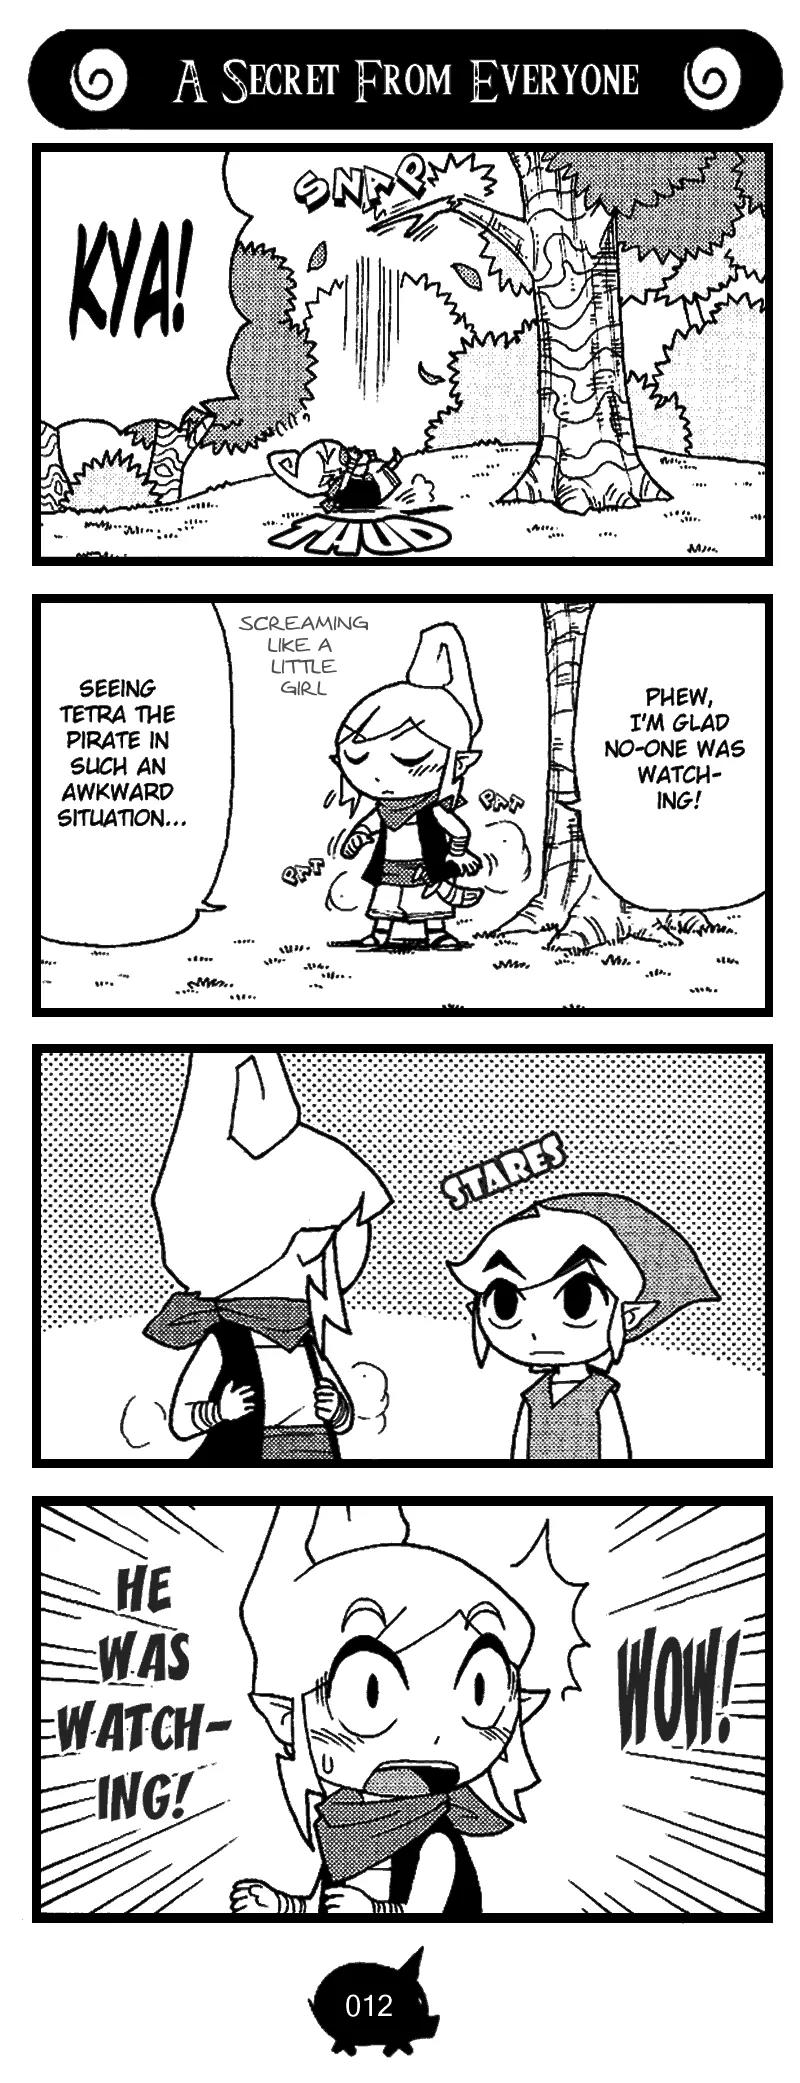 A SECRET FROM EVERYONE
SNAP
KYA!
THUD
PHEW,
I'M GLAD
NO-ONE WAS
WATCH-
ING!
SCREAMING
LIKE A
LITTLE
GIRL
PAT
PAT
SEEING
TETRA THE
PIRATE IN
SUCH AN
AWKWARD
SITUATION...
STARES
WOW!
HE
WAS
WATCH-
ING!
012